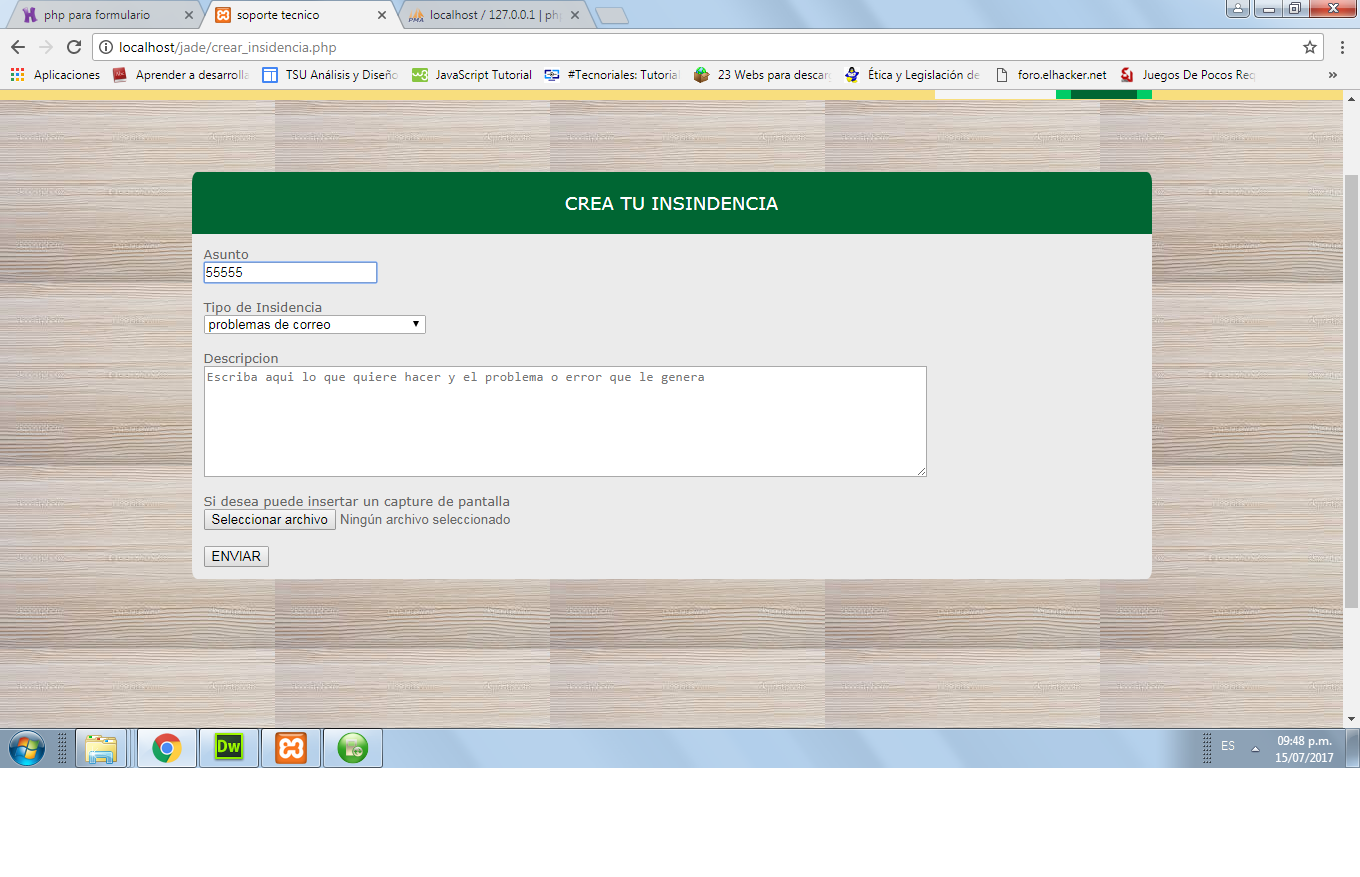 php para formulario
soporte tecnico
localhost / 127.0.0.1 | php
localhost/jade/crear_insidencia.php
Aplicaciones
Aprender a desarrolla
TSU Análisis y Diseño
JavaScript Tutorial
#Tecnoriales: Tutorial
23 Webs para descarg
Ética y Legislación de
foro.elhacker.net
Juegos De Pocos Req
»
CREA TU INSINDENCIA
Asunto
55555
Tipo de Insidencia
problemas de correo
Descripcion
Escriba aqui lo que quiere hacer y el problema o error que le genera
Si desea puede insertar un capture de pantalla
Seleccionar archivo Ningún archivo seleccionado
ENVIAR
Dw
ES
09:48 p.m.
15/07/2017